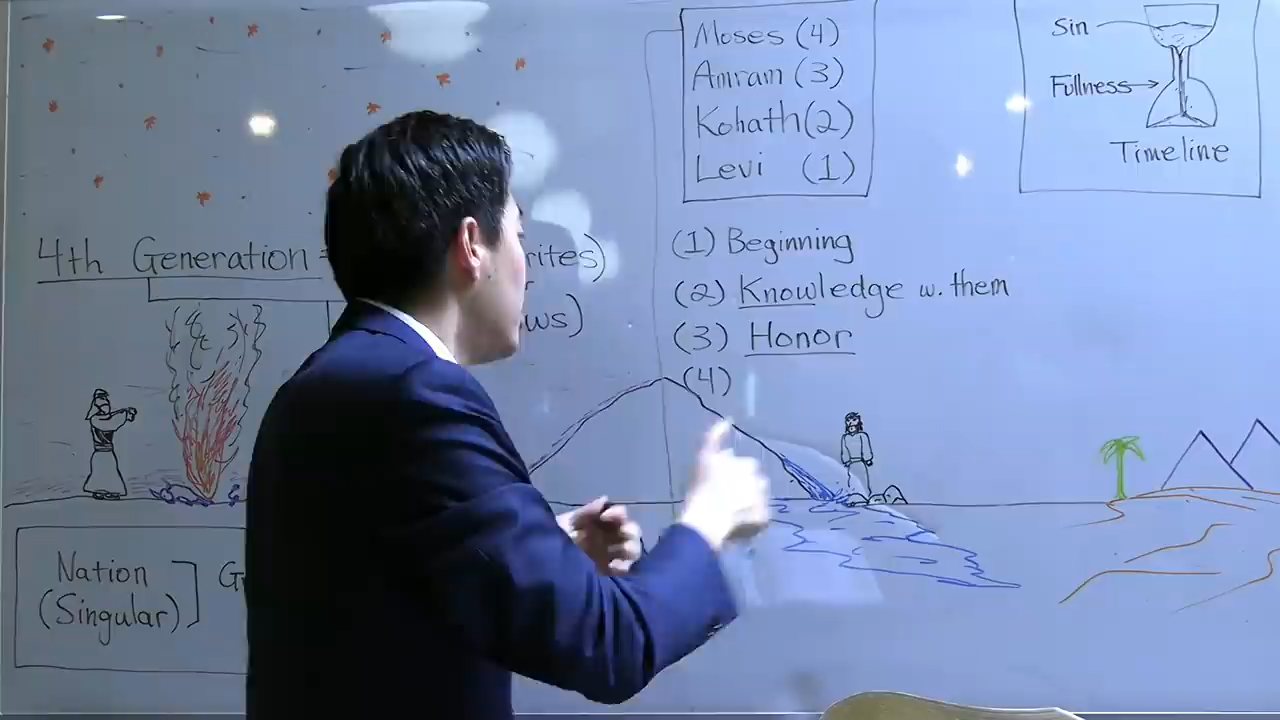 Moses (4)
Amram (3)
Kohath (2)
Levi (1)
Sin
Fullness
Timeline
4th Generation =
rites)
ws)
(1) Beginning
(2) Knowledge w. them
(3) Honor
(4)
Nation
(Singular)
G